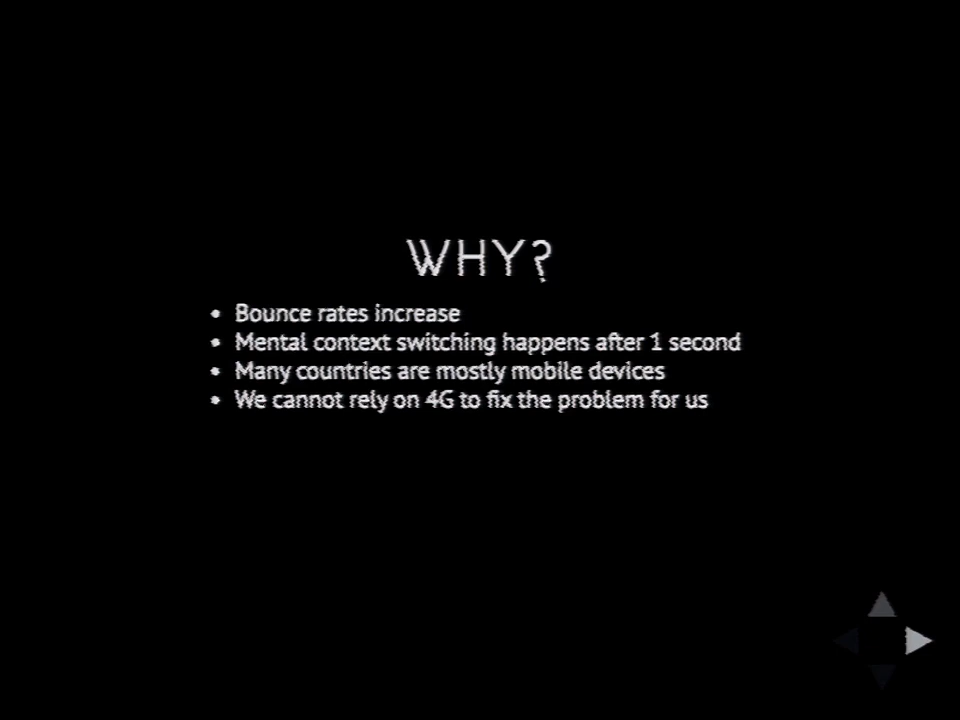 WHY?
• Bounce rates increase
• Mental context switching happens after 1 second
• Many countries are mostly mobile devices
• We cannot rely on 4G to fix the problem for us